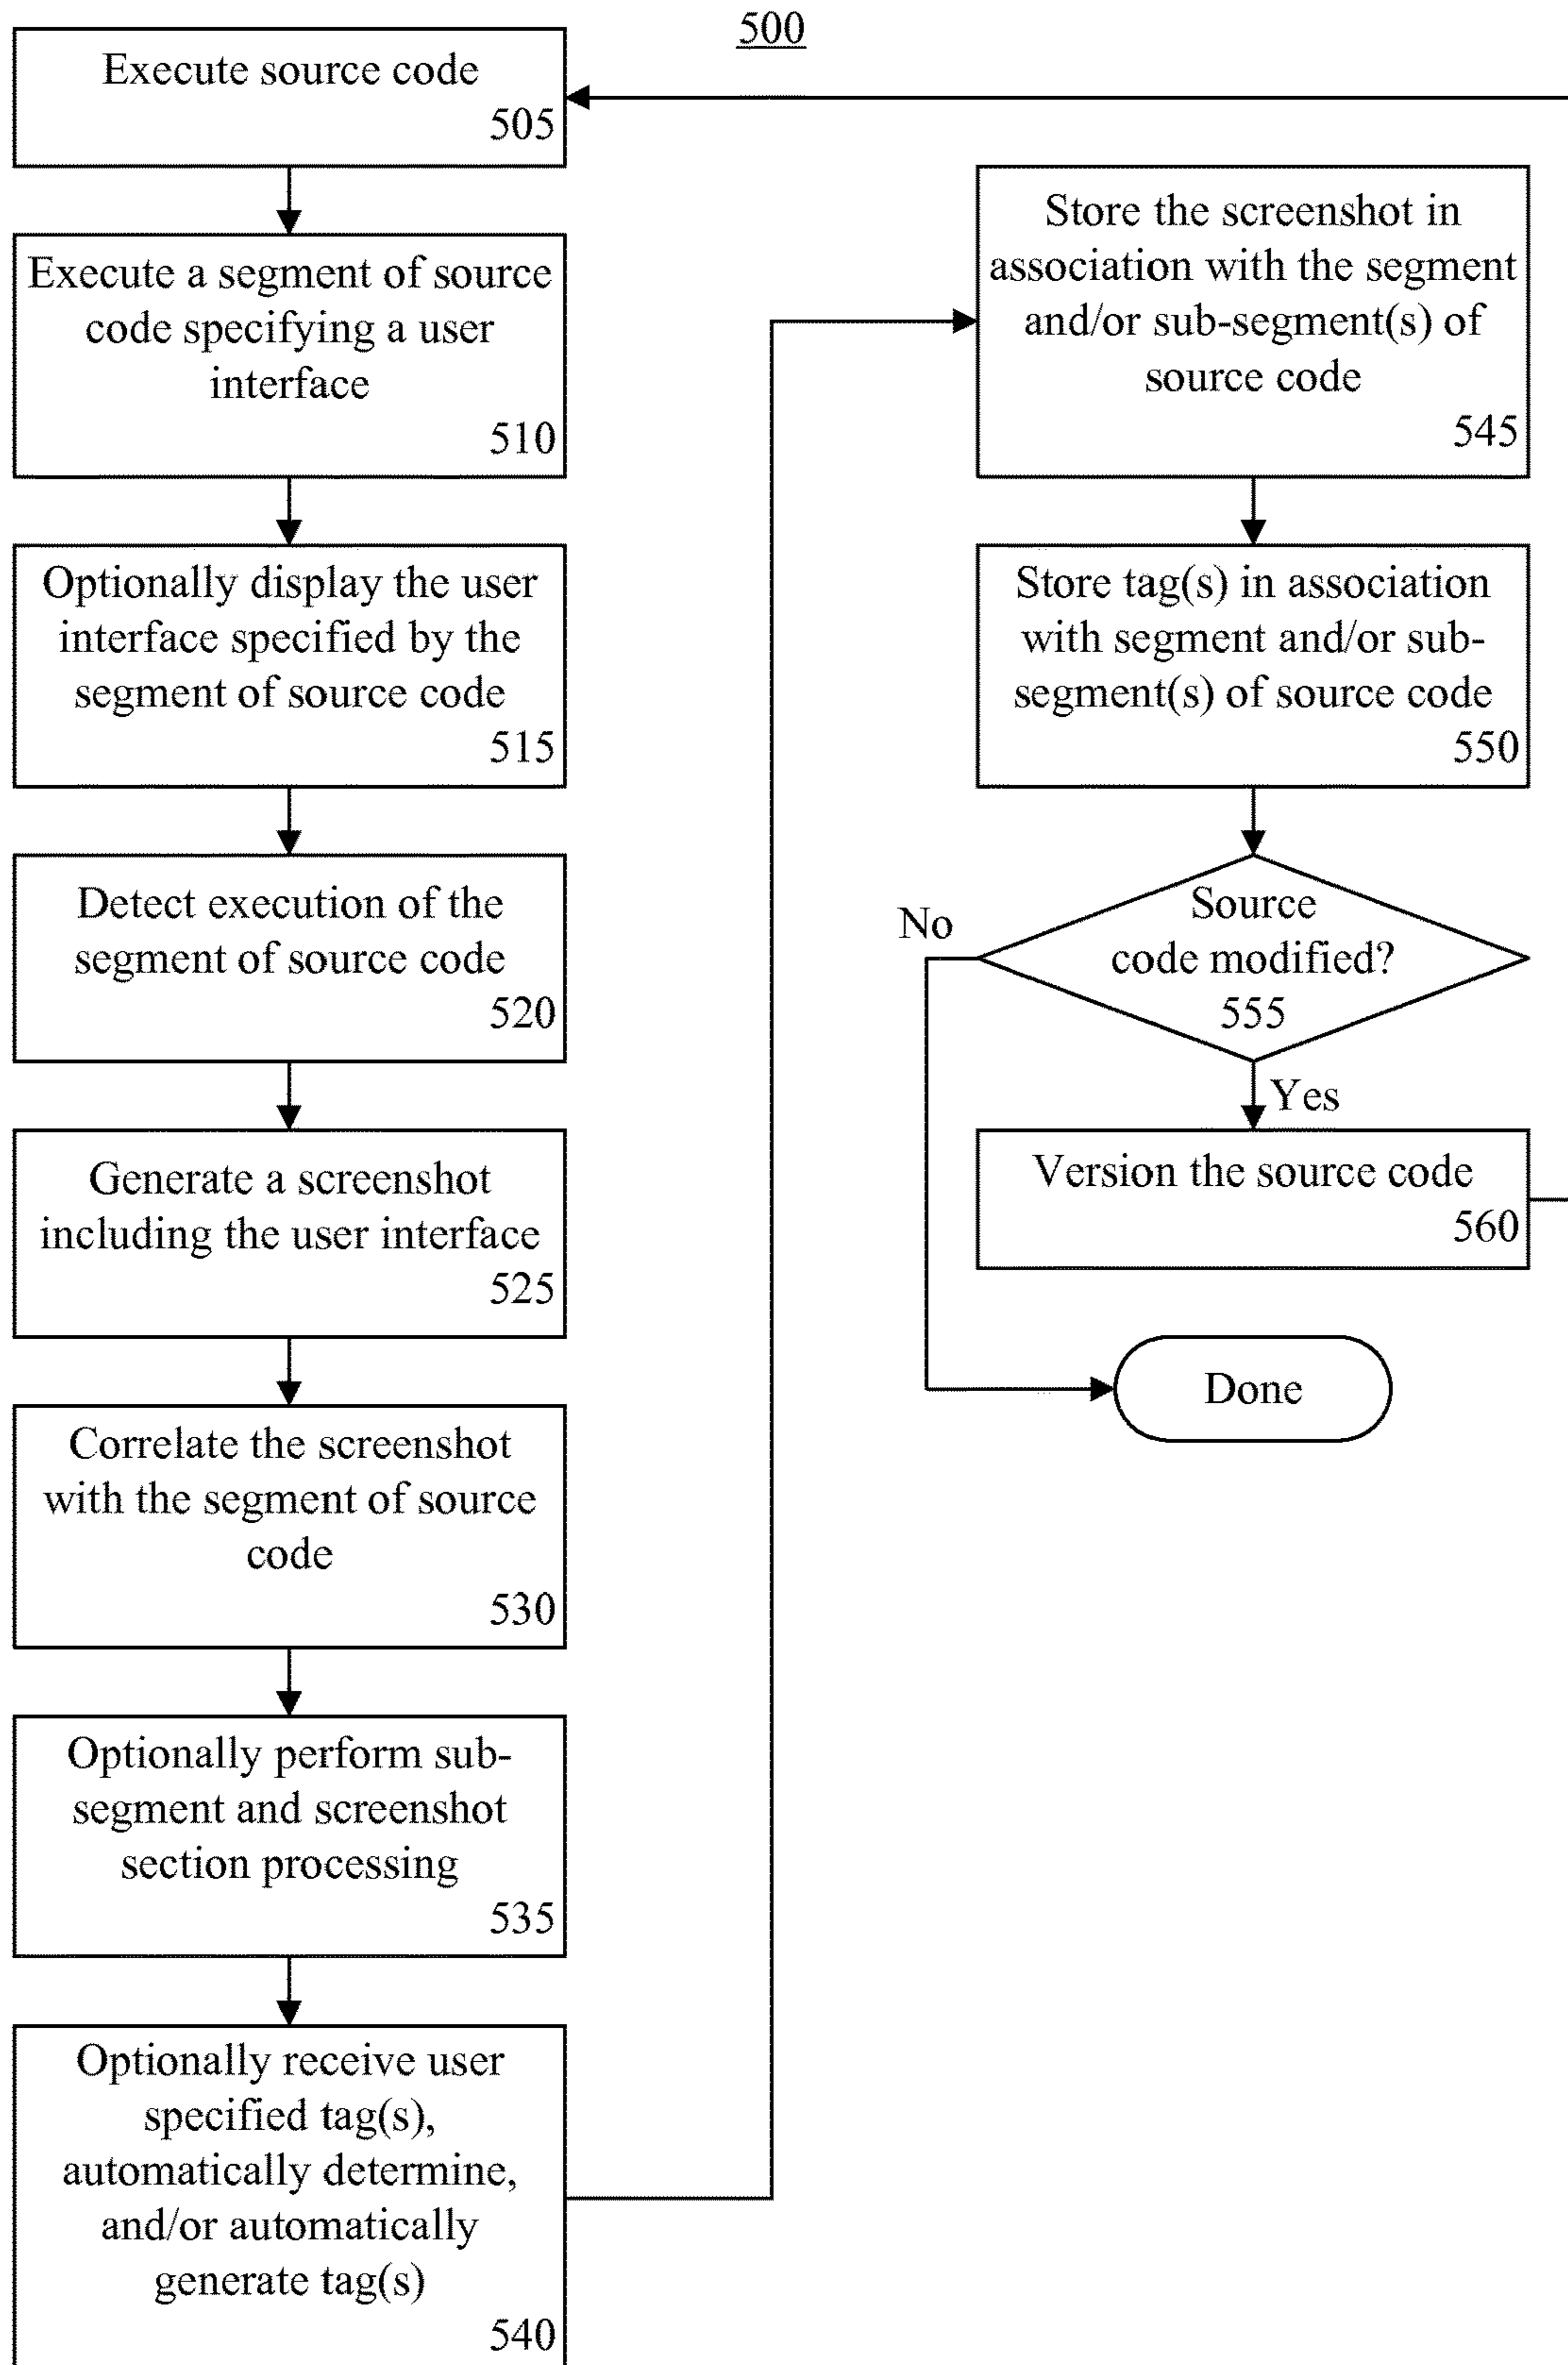 500
Execute source code
505
Execute a segment of source
code specifying a user
interface
510
Optionally display the user
interface specified by the
segment of source code
515
Detect execution of the
segment of source code
520
Generate a screenshot
including the user interface
525
Correlate the screenshot
with the segment of source
code
530
Optionally perform sub-
segment and screenshot
section processing
535
Optionally receive user
specified tag(s),
automatically determine,
and/or automatically
generate tag(s)
540
Store the screenshot in
association with the segment
and/or sub-segment(s) of
source code
545
Store tag(s) in association
with segment and/or sub-
segment(s) of source code
550
Source
code modified?
555
No
Yes
Version the source code
560
Done